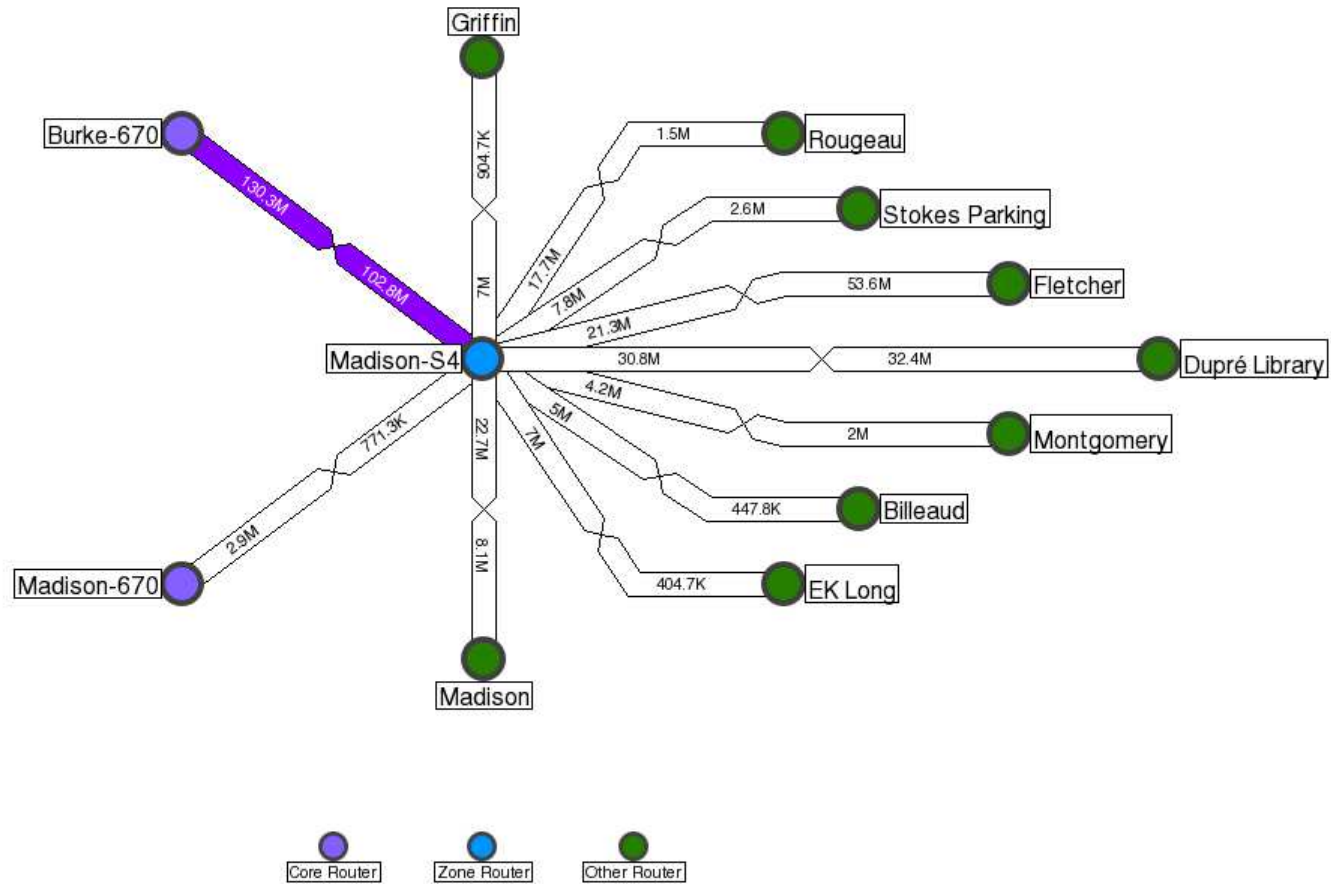 Griffin
Burke-670
904.7K
1.5M
Rougeau
130.3M
2.6M
Stokes Parking
17.7M
7M
102.8M
7.8M
53.6M
Fletcher
21.3M
Madison-S4
30.8M
32.4M
Dupré Library
4.2M
771.3K
22.7M
5M
7M
2M
Montgomery
447.8K
Billeaud
2.9M
8.1M
Madison-670
404.7K
EK Long
Madison
Core Router
Zone Router
Other Router